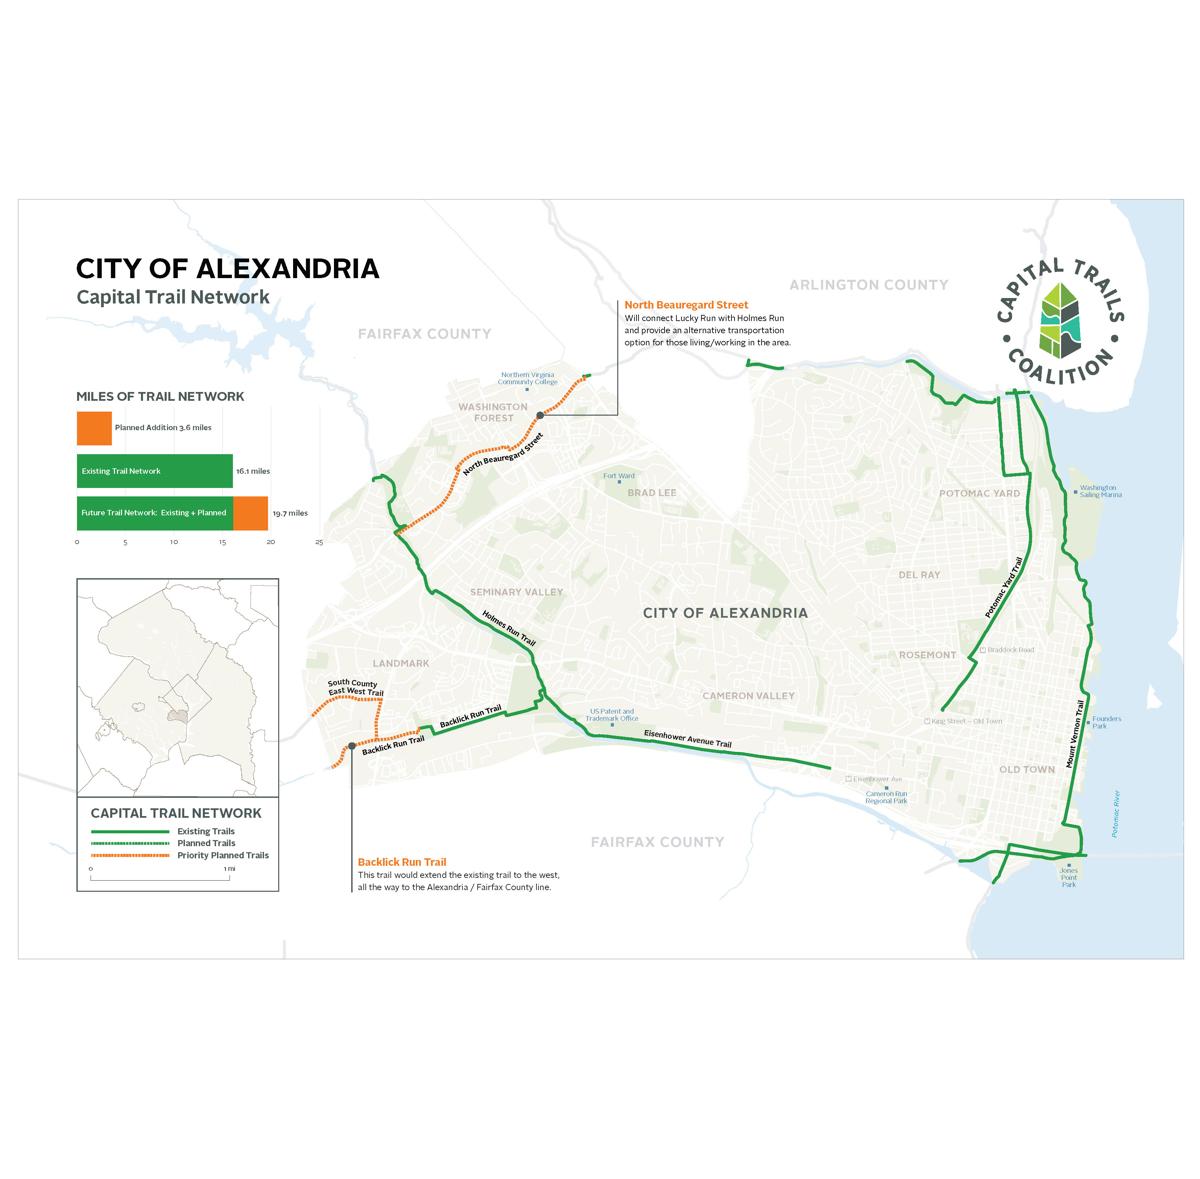 CITY OF ALEXANDRIA
Capital Trail Network
ARLINGTON COUNTY
CAPITAL TRAILS
• COALITION •
North Beauregard Street
Will connect Lucky Run with Holmes Run
and provide an alternative transportation
option for those living/working in the area.
FAIRFAX COUNTY
Northern Virginia
Community College
MILES OF TRAIL NETWORK
Planned Addition 3.6 miles
Existing Trail Network
16.1 miles
Future Trail Network: Existing + Planned
19.7 miles
0 5 10 15 20 25
WASHINGTON
FOREST
North Beauregard Street
Fort Ward
BRAD LEE
POTOMAC YARD
Washington
Sailing Marina
DEL RAY
Potomac Yard Trail
SEMINARY VALLEY
CITY OF ALEXANDRIA
Holmes Run Trail
Braddock Road
ROSEMONT
LANDMARK
South County
East West Trail
CAMERON VALLEY
Backlick Run Trail
US Patent and
Trademark Office
King Street - Old Town
Founders
Park
Mount Vernon Trail
Backlick Run Trail
Eisenhower Avenue Trail
OLD TOWN
Eisenhower Ave
Cameron Run
Regional Park
Potomac River
CAPITAL TRAIL NETWORK
Existing Trails
Planned Trails
Priority Planned Trails
0 1 mi
FAIRFAX COUNTY
Backlick Run Trail
This trail would extend the existing trail to the west,
all the way to the Alexandria / Fairfax County line.
Jones
Point
Park